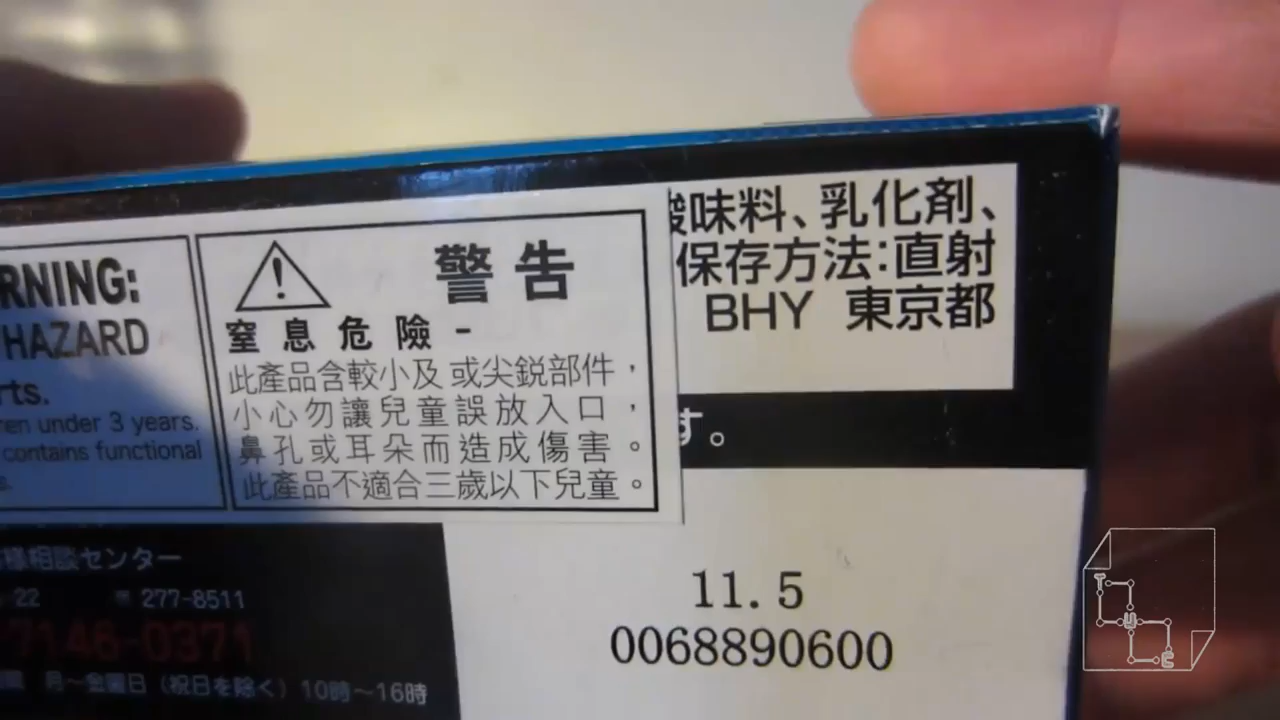 RNING:
HAZARD
rts.
ren under 3 years.
contains functional
警告
窒息危險-
此產品含較小及或尖銳部件，
小心勿讓兒童誤放入口，
鼻孔或耳朵而造成傷害。
此產品不適合三歲以下兒童。
酸味料、乳化剤、
保存方法:直射
BHY 東京都
す。
様相談センター
22 277-8511
7146-0371
月～金曜日（祝日を除く）10時～16時
11.5
0068890600
T
U
C